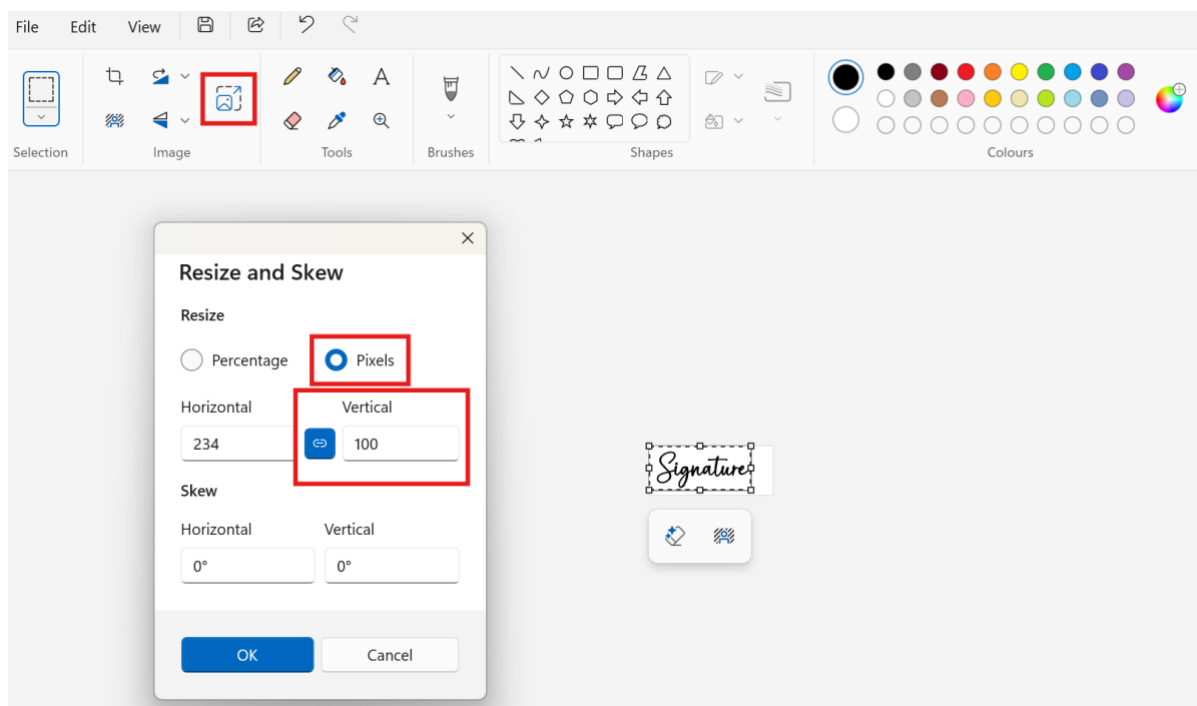 File Edit View
Selection Image Tools Brushes Shapes Colours
Resize and Skew
Resize
Percentage Pixels
Horizontal Vertical
234 100
Skew
Horizontal Vertical
0° 0°
OK Cancel
Signature